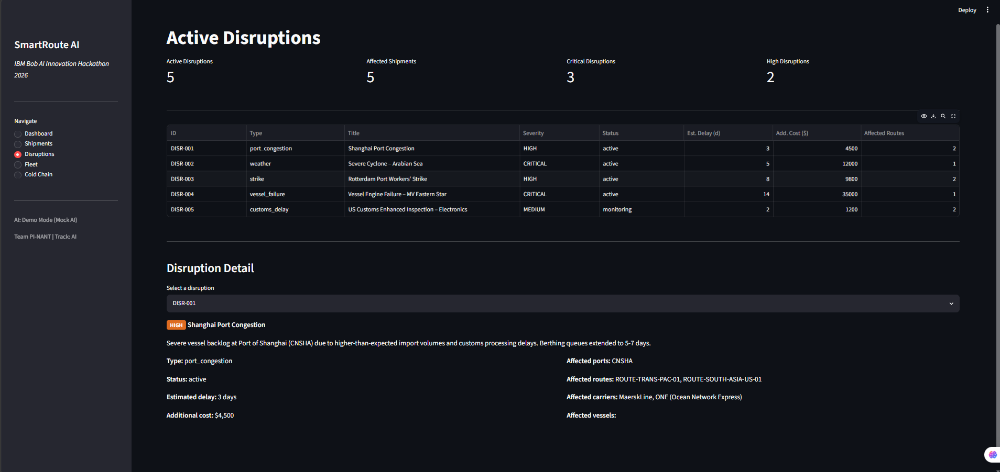 Deploy
SmartRoute AI
IBM Bob AI Innovation Hackathon
2026
Navigate
Dashboard
Shipments
Disruptions
Fleet
Cold Chain
AI: Demo Mode (Mock AI)
Team PI-NANT | Track: AI
Active Disruptions
Active Disruptions Affected Shipments Critical Disruptions High Disruptions
5 5 3 2
ID Type Title Severity Status Est. Delay (d) Add. Cost ($) Affected Routes
DISR-001 port_congestion Shanghai Port Congestion HIGH active 3 4500 2
DISR-002 weather Severe Cyclone – Arabian Sea CRITICAL active 5 12000 1
DISR-003 strike Rotterdam Port Workers' Strike HIGH active 8 9800 2
DISR-004 vessel_failure Vessel Engine Failure – MV Eastern Star CRITICAL active 14 35000 1
DISR-005 customs_delay US Customs Enhanced Inspection – Electronics MEDIUM monitoring 2 1200 2
Disruption Detail
Select a disruption
DISR-001
HIGH Shanghai Port Congestion
Severe vessel backlog at Port of Shanghai (CNSHA) due to higher-than-expected import volumes and customs processing delays. Berthing queues extended to 5-7 days.
Type: port_congestion Affected ports: CNSHA
Status: active Affected routes: ROUTE-TRANS-PAC-01, ROUTE-SOUTH-ASIA-US-01
Estimated delay: 3 days Affected carriers: MaerskLine, ONE (Ocean Network Express)
Additional cost: $4,500 Affected vessels: